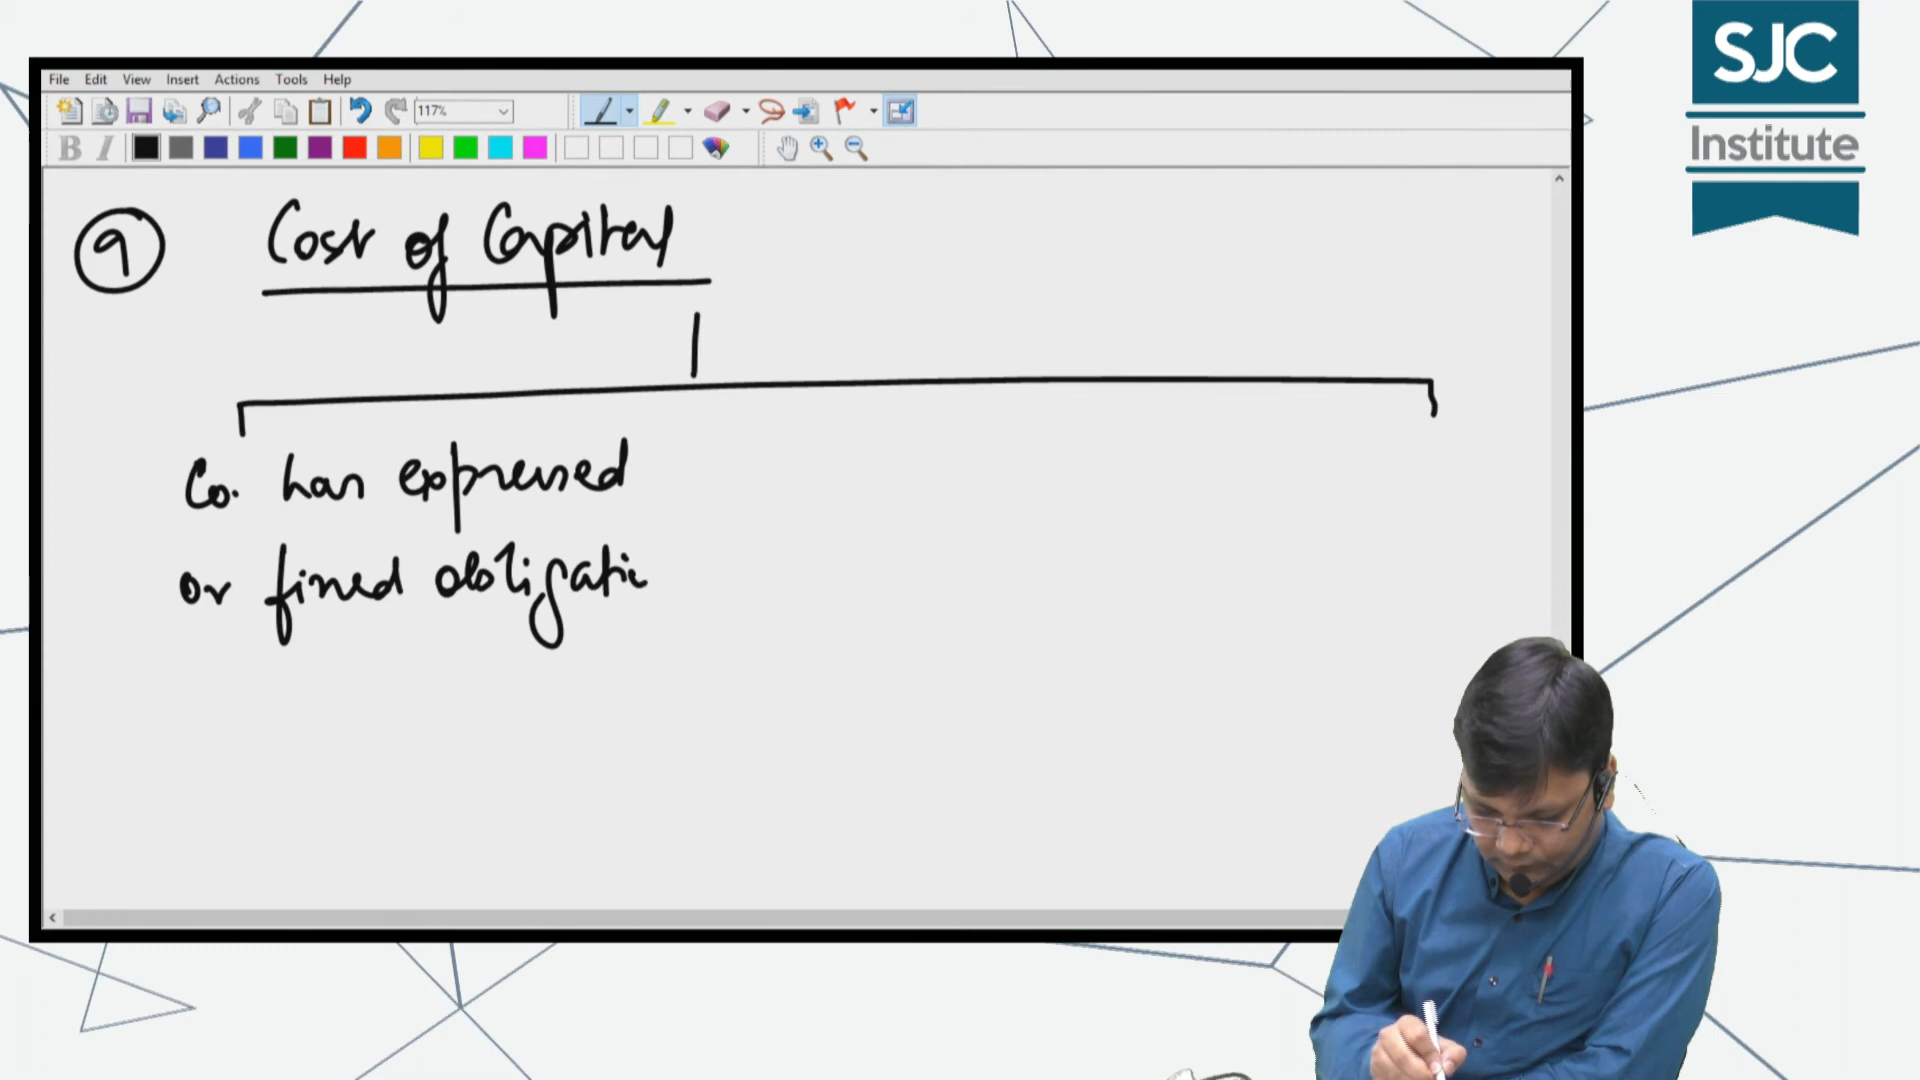 SJC
Institute
File Edit View Insert Actions Tools Help
117%
B I
9 Cost of Capital
Co. has expressed
or fixed obligatio